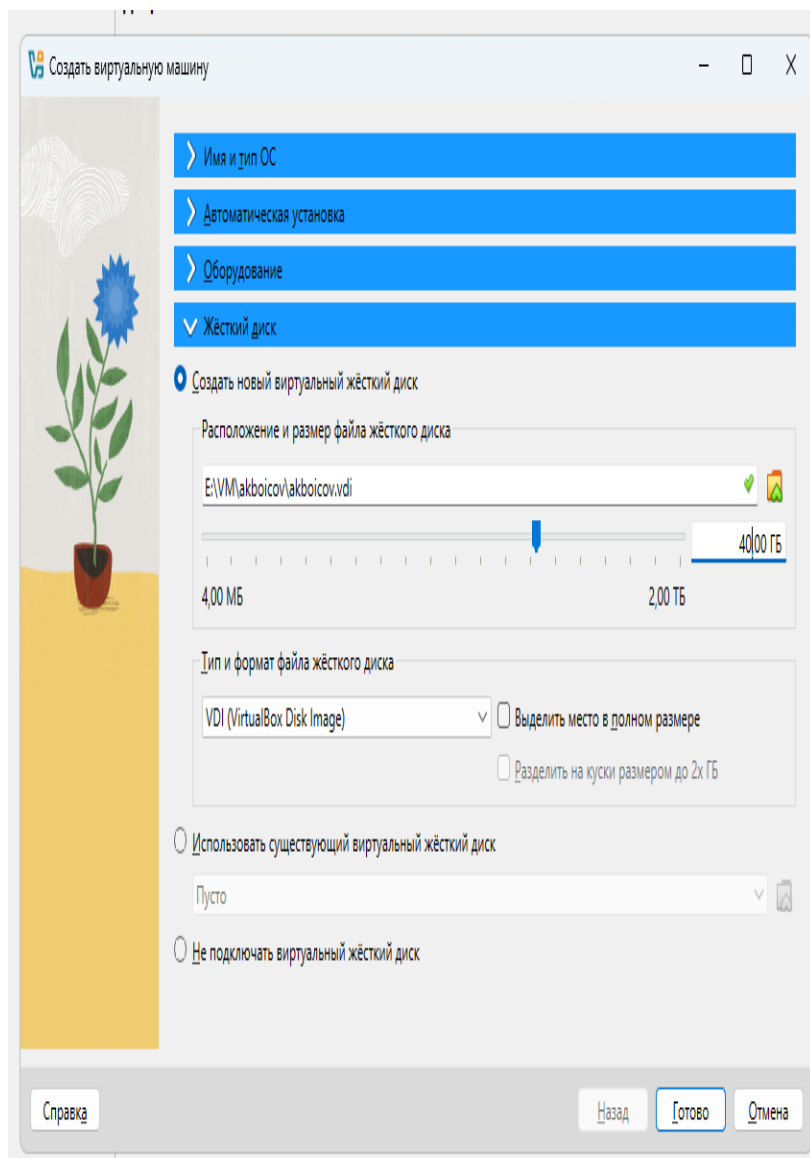 Создать виртуальную машину
Имя и тип ОС
Автоматическая установка
Оборудование
Жёсткий диск
Создать новый виртуальный жёсткий диск
Расположение и размер файла жёсткого диска
E:\VM\akboicov\akboicov.vdi
40,00 ГБ
4,00 МБ 2,00 ТБ
Тип и формат файла жёсткого диска
VDI (VirtualBox Disk Image) Выделить место в полном размере
Разделить на куски размером до 2х ГБ
Использовать существующий виртуальный жёсткий диск
Пусто
Не подключать виртуальный жёсткий диск
Справка Назад Готово Отмена